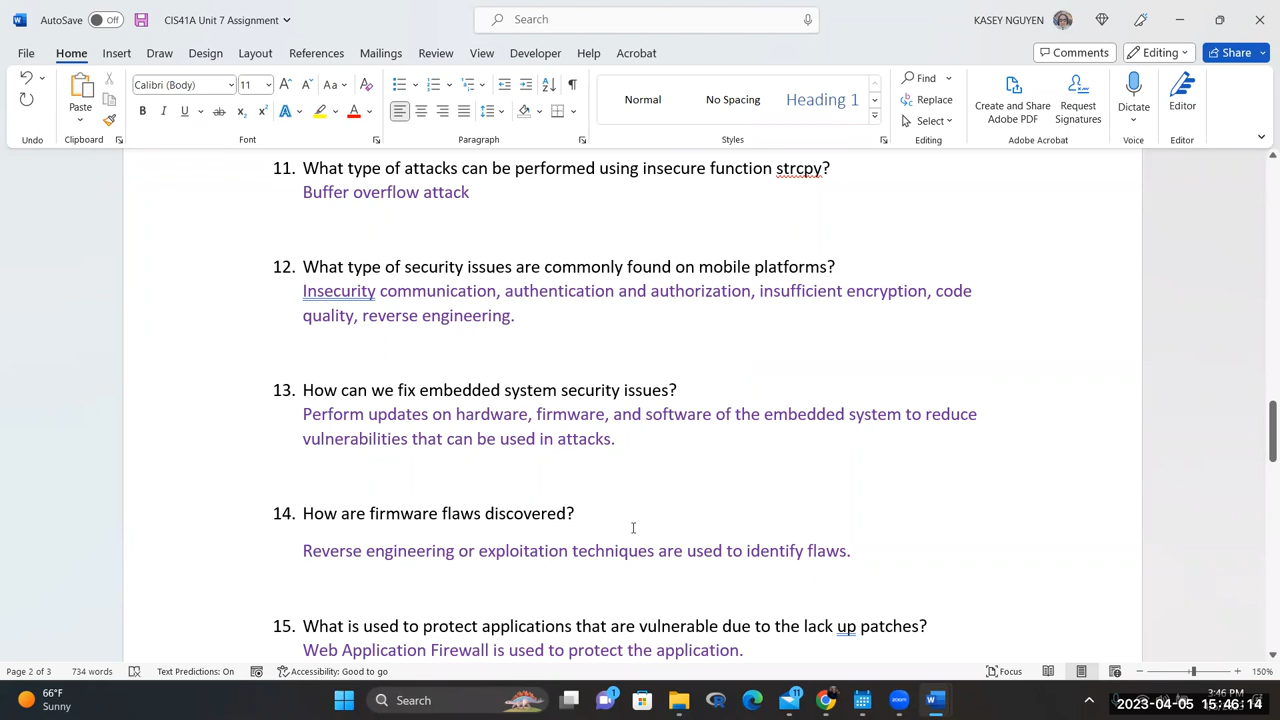 AutoSave Off CIS41A Unit 7 Assignment Search KASEY NGUYEN
File Home Insert Draw Design Layout References Mailings Review View Developer Help Acrobat Comments Editing Share
Calibri (Body) 11 Aa Find
Paste Normal No Spacing Heading 1 Replace Create and Share Adobe PDF Request Signatures Dictate Editor
B I U ab x2 x2 A A Select
Undo Clipboard Font Paragraph Styles Editing Adobe Acrobat Voice Editor
11. What type of attacks can be performed using insecure function strcpy?
Buffer overflow attack
12. What type of security issues are commonly found on mobile platforms?
Insecurity communication, authentication and authorization, insufficient encryption, code
quality, reverse engineering.
13. How can we fix embedded system security issues?
Perform updates on hardware, firmware, and software of the embedded system to reduce
vulnerabilities that can be used in attacks.
14. How are firmware flaws discovered?
Reverse engineering or exploitation techniques are used to identify flaws.
15. What is used to protect applications that are vulnerable due to the lack up patches?
Web Application Firewall is used to protect the application.
Page 2 of 3 734 words Text Predictions: On Accessibility: Good to go Focus 150%
66°F
Sunny
Search 1 11
3:46 PM
2023-04-05 15:46:14